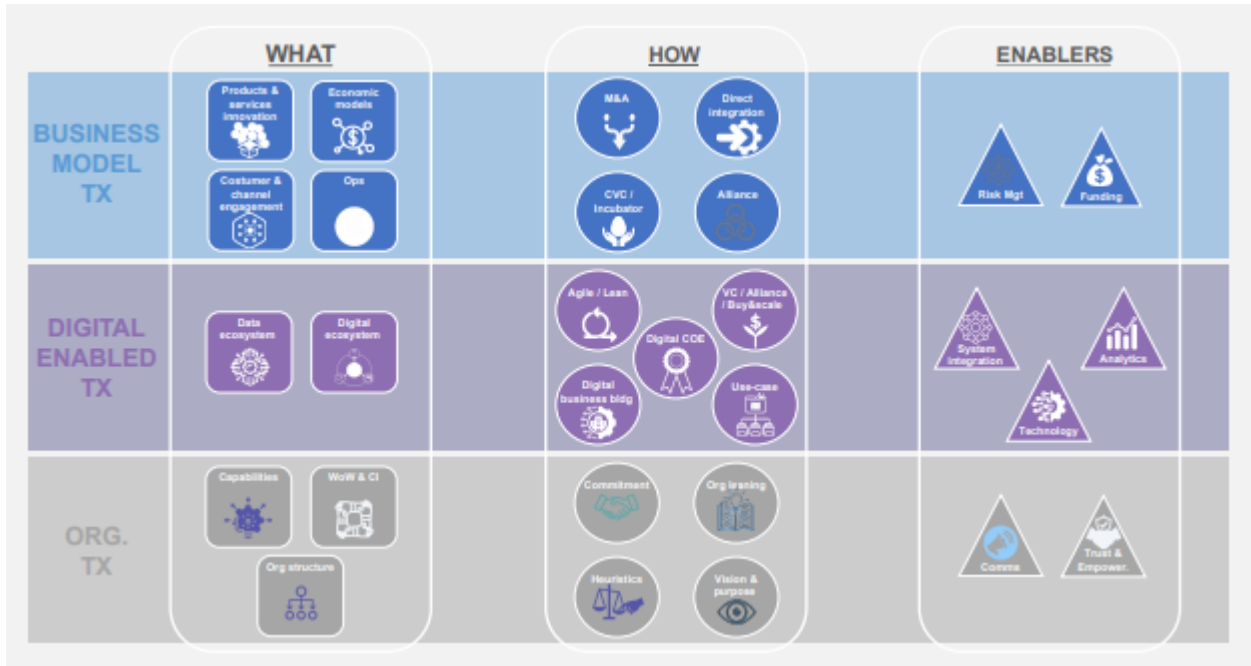 WHAT
HOW
ENABLERS
BUSINESS
MODEL
TX
Products &
services
innovation
Economic
models
Costumer &
channel
engagement
Ops
M&A
Direct
integration
CVC /
Incubator
Alliance
Risk Mgt
Funding
DIGITAL
ENABLED
TX
Data
ecosystem
Digital
ecosystem
Agile / Lean
VC / Alliance
/ Buy&scale
Digital COE
Digital
business bldg
Use-case
System
Integration
Analytics
Technology
ORG.
TX
Capabilities
WoW & CI
Org structure
Commitment
Org leaning
Heuristics
Vision &
purpose
Comms
Trust &
Empower.